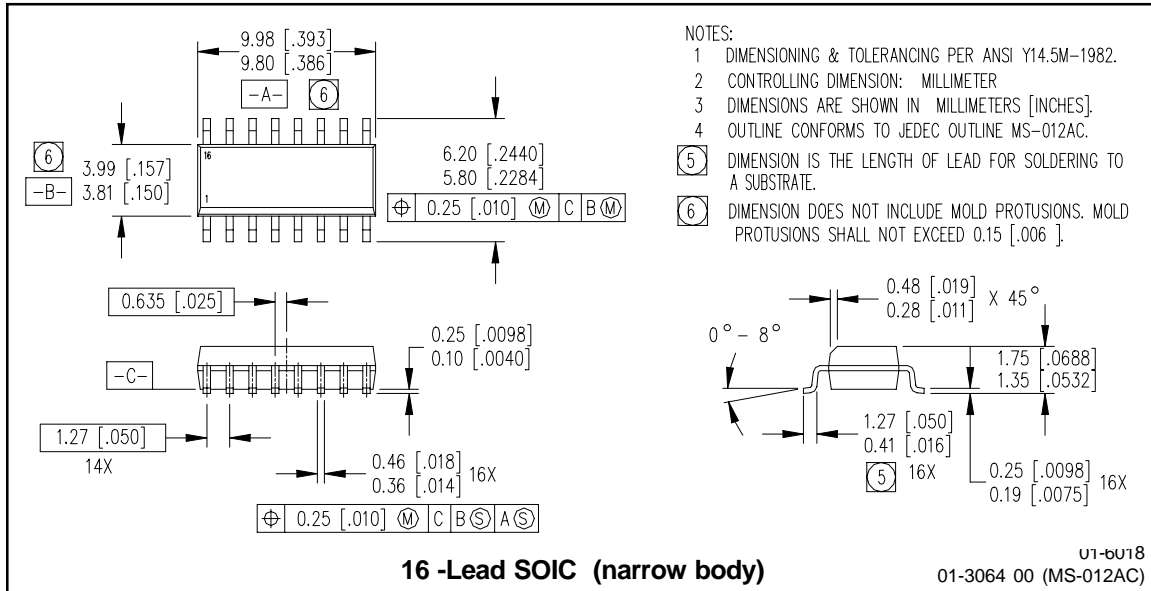 9.98 [.393]
9.80 [.386]
-A- 6
16
1
6
3.99 [.157]
-B- 3.81 [.150]
6.20 [.2440]
5.80 [.2284]
⌖ 0.25 [.010] Ⓜ C B Ⓜ
NOTES:
1 DIMENSIONING & TOLERANCING PER ANSI Y14.5M-1982.
2 CONTROLLING DIMENSION: MILLIMETER
3 DIMENSIONS ARE SHOWN IN MILLIMETERS [INCHES].
4 OUTLINE CONFORMS TO JEDEC OUTLINE MS-012AC.
5 DIMENSION IS THE LENGTH OF LEAD FOR SOLDERING TO
A SUBSTRATE.
6 DIMENSION DOES NOT INCLUDE MOLD PROTUSIONS. MOLD
PROTUSIONS SHALL NOT EXCEED 0.15 [.006 ].
0.635 [.025]
0.25 [.0098]
0.10 [.0040]
-C-
1.27 [.050]
14X
0.46 [.018]
0.36 [.014] 16X
⌖ 0.25 [.010] Ⓜ C B Ⓢ A Ⓢ
0.48 [.019]
0.28 [.011] X 45°
0° - 8°
1.75 [.0688]
1.35 [.0532]
1.27 [.050]
0.41 [.016]
5 16X
0.25 [.0098]
0.19 [.0075] 16X
16 -Lead SOIC (narrow body)
01-6018
01-3064 00 (MS-012AC)